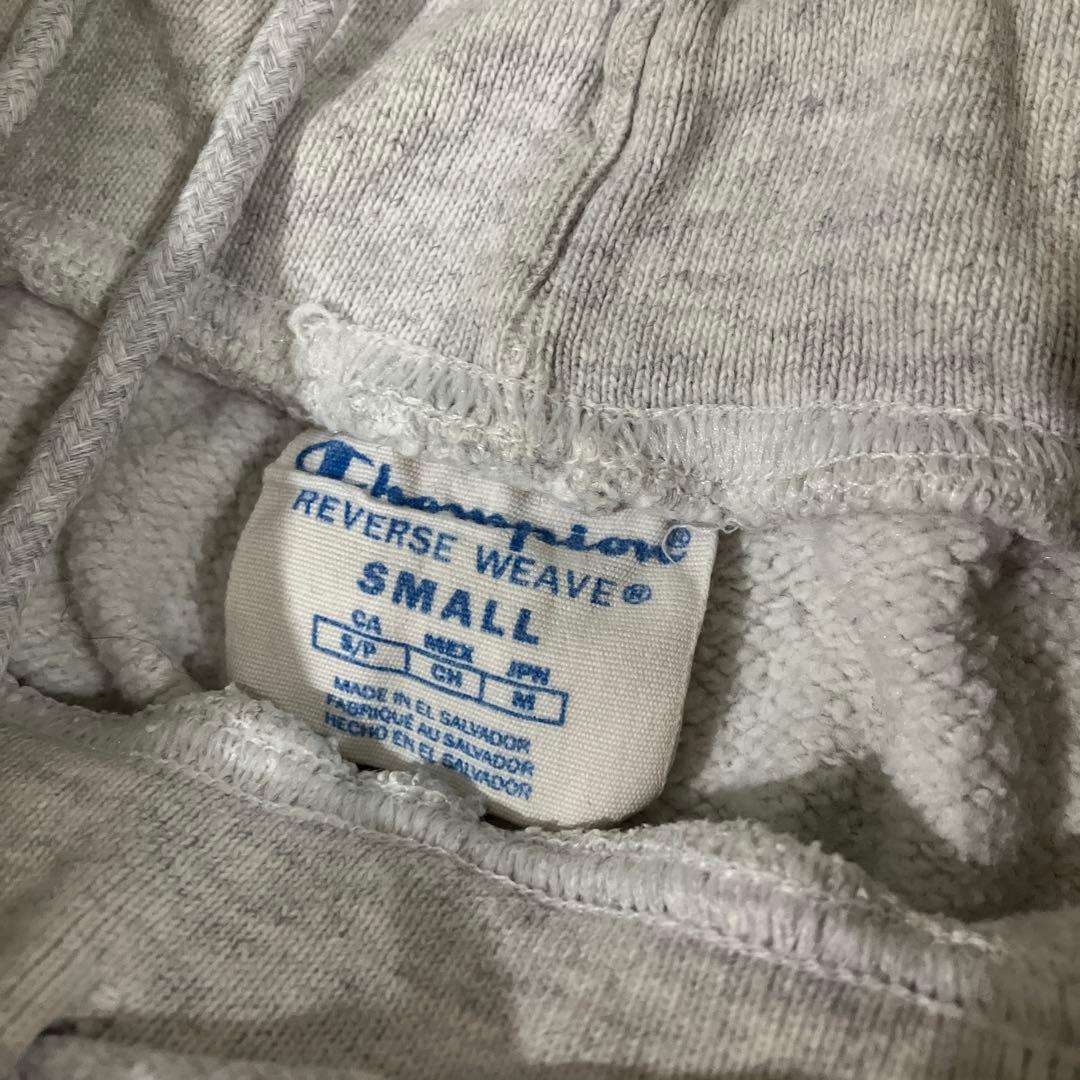 Champion®
REVERSE WEAVE®
SMALL
CA MEX JPN
S/P CH M
MADE IN EL SALVADOR
FABRIQUÉ AU SALVADOR
HECHO EN EL SALVADOR